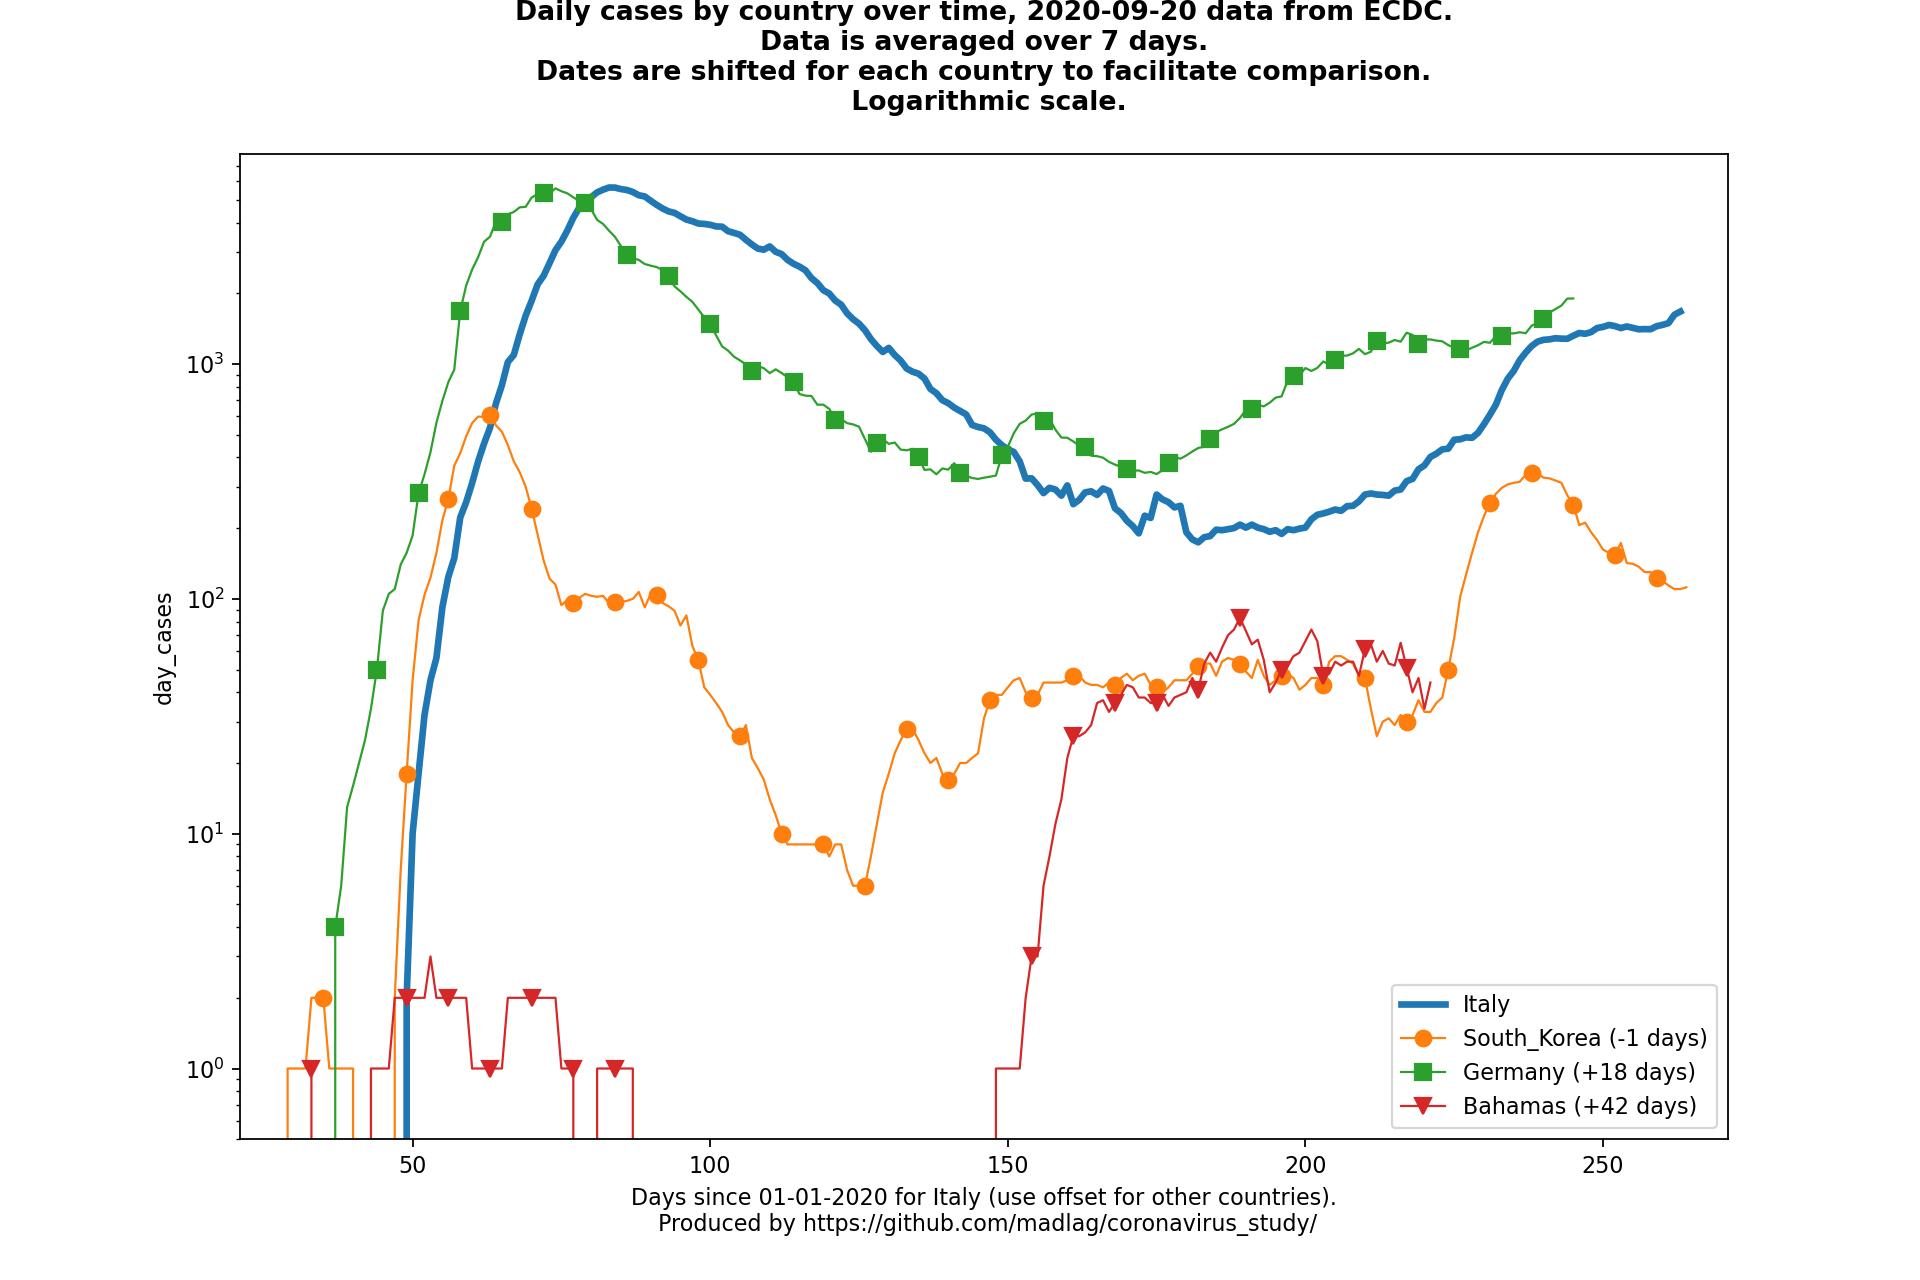 Daily cases by country over time, 2020-09-20 data from ECDC.
Data is averaged over 7 days.
Dates are shifted for each country to facilitate comparison.
Logarithmic scale.
day_cases
10³
10²
10¹
10⁰
50
100
150
200
250
Italy
South_Korea (-1 days)
Germany (+18 days)
Bahamas (+42 days)
Days since 01-01-2020 for Italy (use offset for other countries).
Produced by https://github.com/madlag/coronavirus_study/